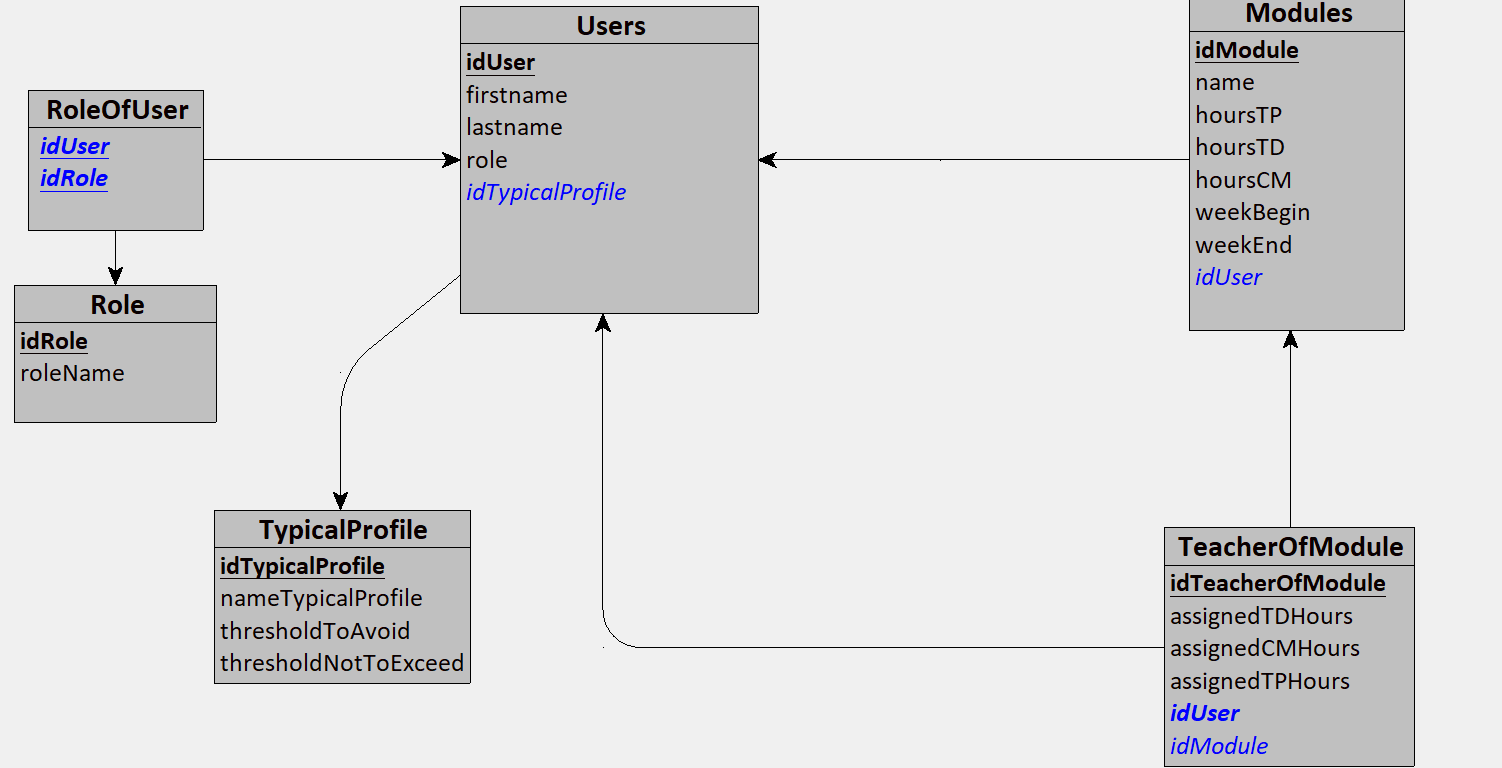 RoleOfUser
idUser
idRole
Role
idRole
roleName
Users
idUser
firstname
lastname
role
idTypicalProfile
TypicalProfile
idTypicalProfile
nameTypicalProfile
thresholdToAvoid
thresholdNotToExceed
Modules
idModule
name
hoursTP
hoursTD
hoursCM
weekBegin
weekEnd
idUser
TeacherOfModule
idTeacherOfModule
assignedTDHours
assignedCMHours
assignedTPHours
idUser
idModule